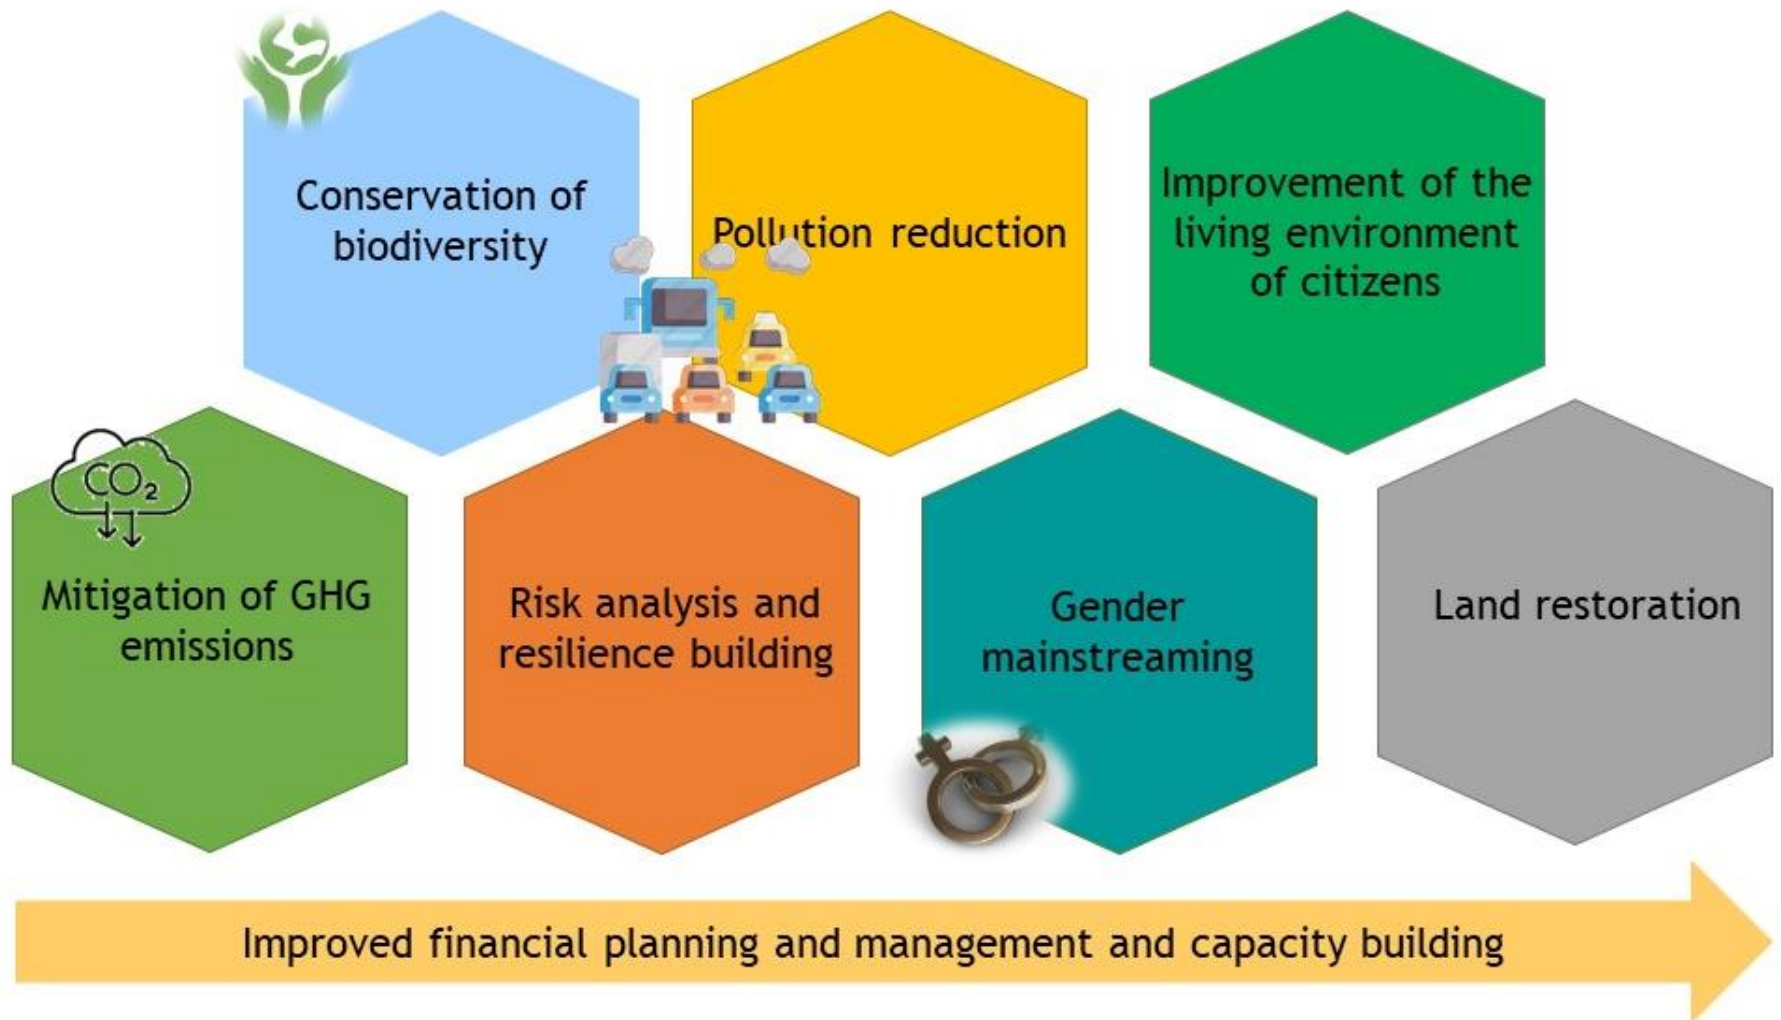 Conservation of
biodiversity
Pollution reduction
Improvement of the
living environment
of citizens
CO₂
Mitigation of GHG
emissions
Risk analysis and
resilience building
Gender
mainstreaming
Land restoration
Improved financial planning and management and capacity building